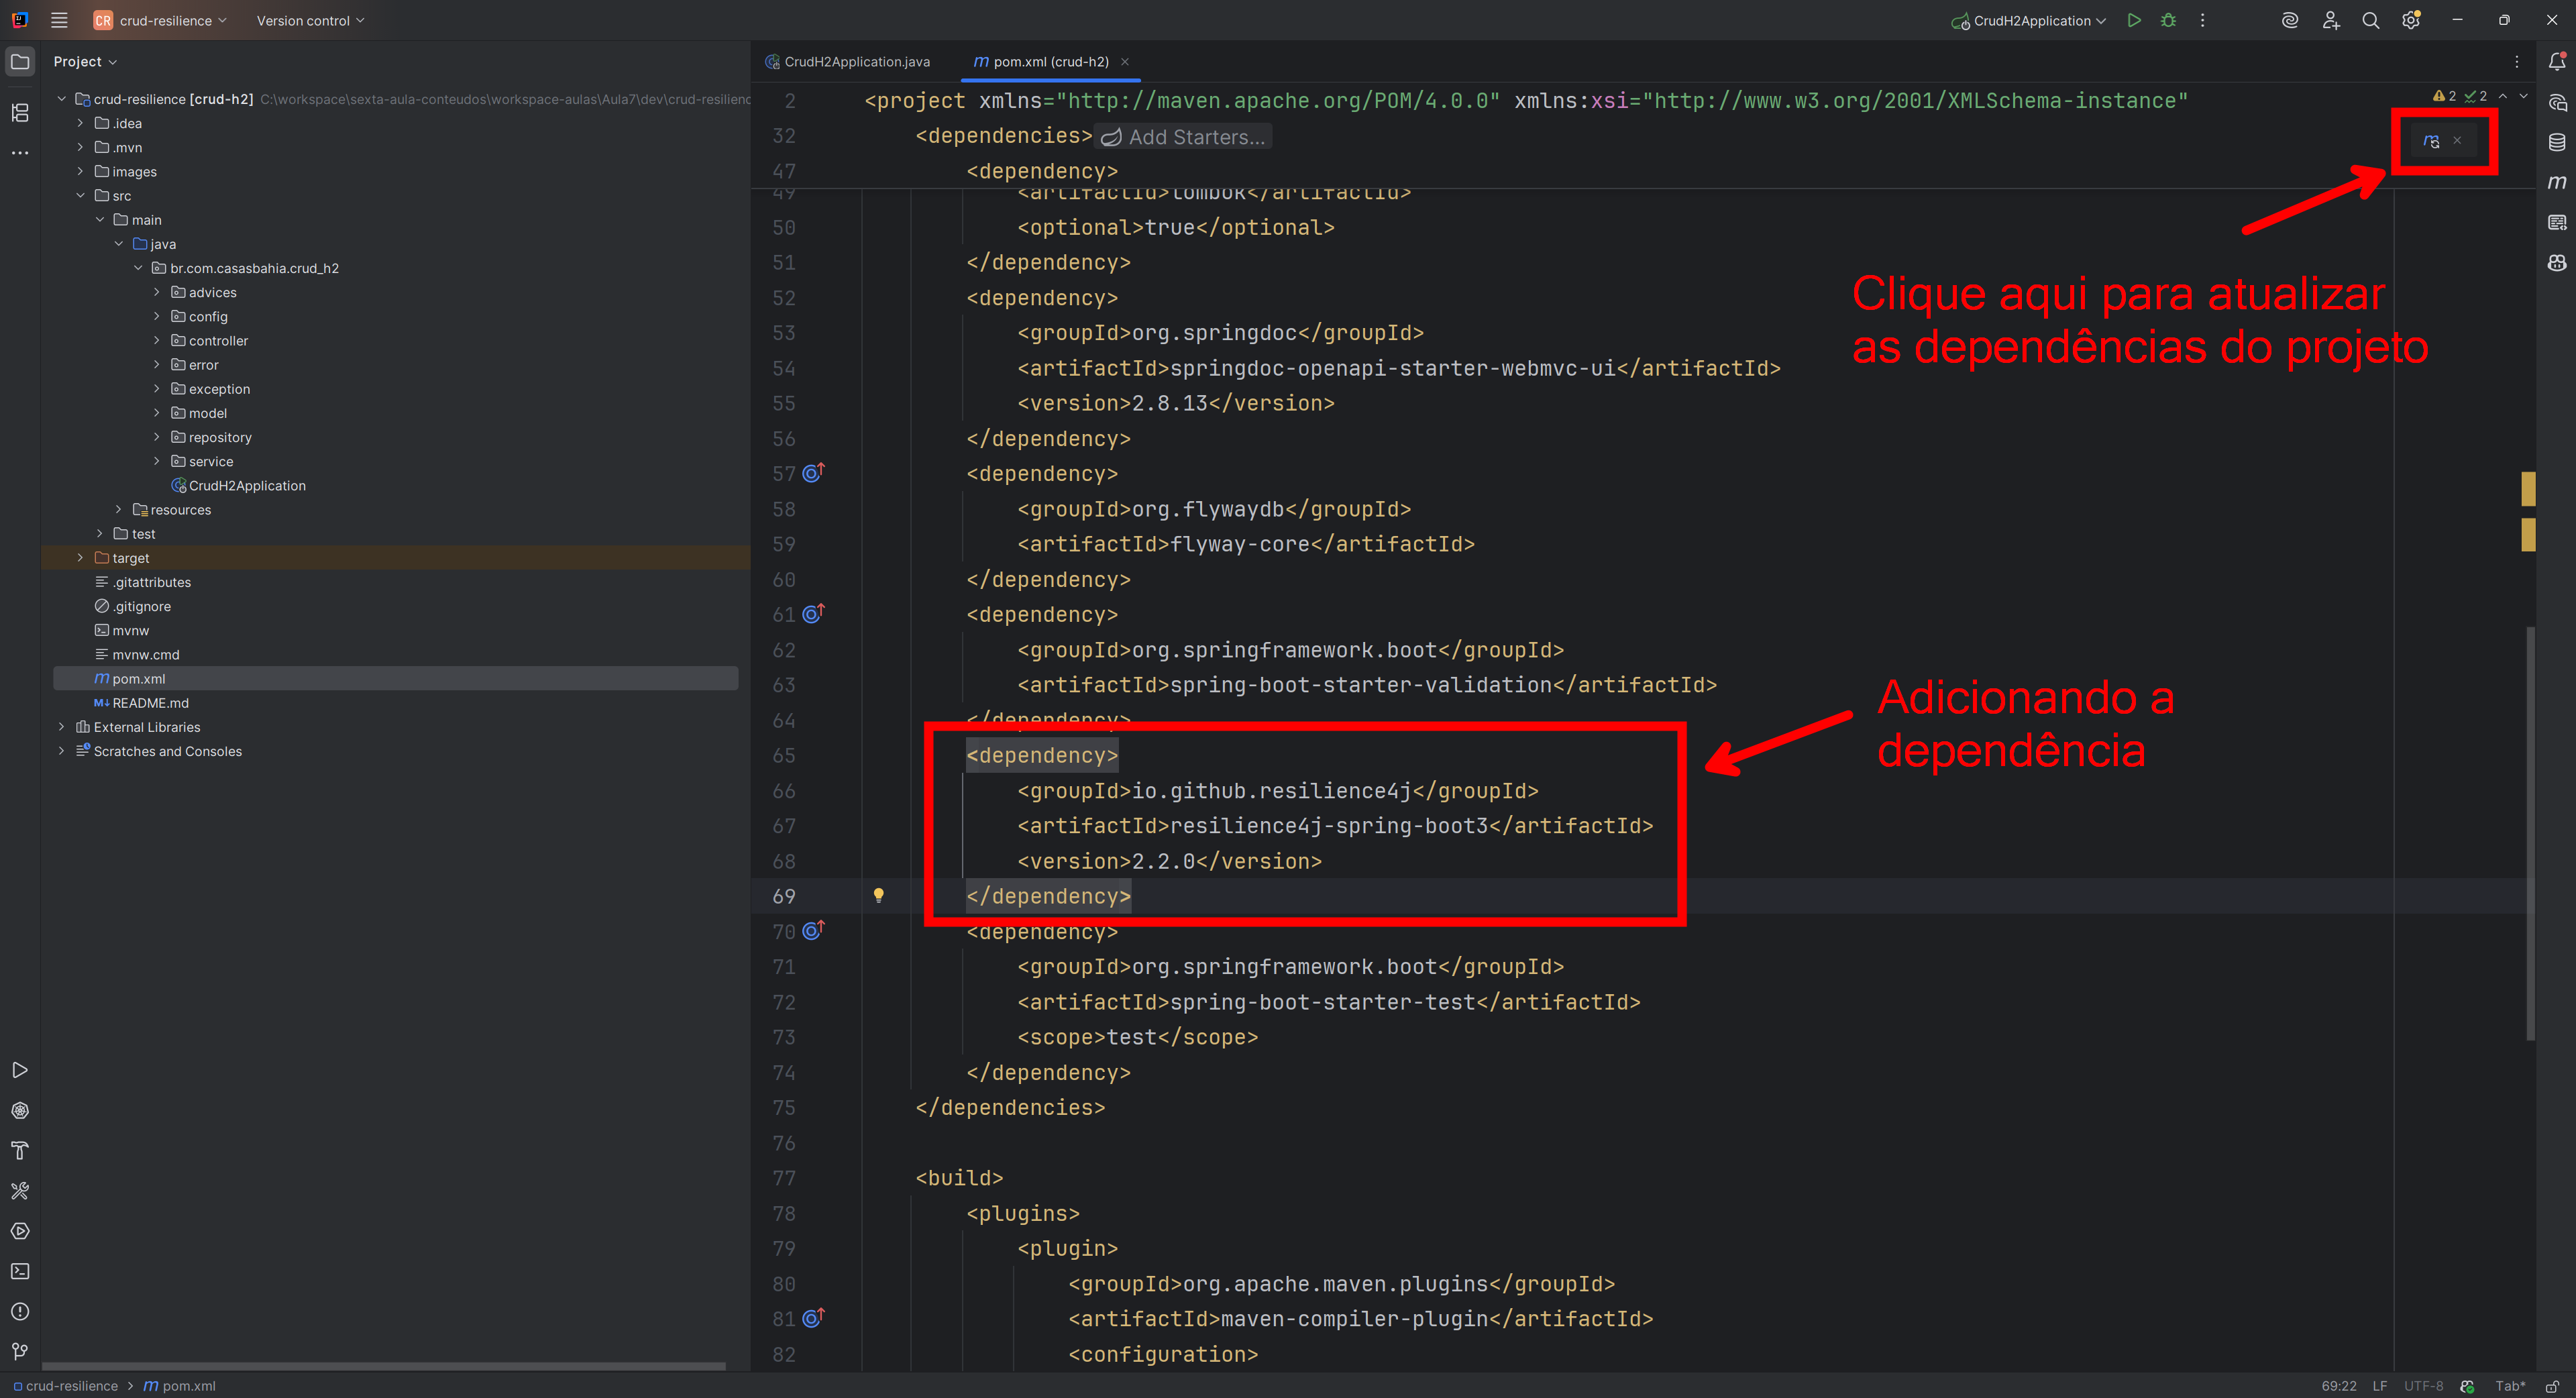 CR crud-resilience Version control CrudH2Application
Project
crud-resilience [crud-h2] C:\workspace\sexta-aula-conteudos\workspace-aulas\Aula7\dev\crud-resilienc
.idea
.mvn
images
src
main
java
br.com.casasbahia.crud_h2
advices
config
controller
error
exception
model
repository
service
CrudH2Application
resources
test
target
.gitattributes
.gitignore
mvnw
mvnw.cmd
m pom.xml
M↓ README.md
External Libraries
Scratches and Consoles
CrudH2Application.java
m pom.xml (crud-h2)
2 <project xmlns="http://maven.apache.org/POM/4.0.0" xmlns:xsi="http://www.w3.org/2001/XMLSchema-instance"
2 2
32 <dependencies> Add Starters...
47 <dependency>
49 <artifactId>lombok</artifactId>
50 <optional>true</optional>
51 </dependency>
52 <dependency>
53 <groupId>org.springdoc</groupId>
54 <artifactId>springdoc-openapi-starter-webmvc-ui</artifactId>
55 <version>2.8.13</version>
56 </dependency>
57 <dependency>
58 <groupId>org.flywaydb</groupId>
59 <artifactId>flyway-core</artifactId>
60 </dependency>
61 <dependency>
62 <groupId>org.springframework.boot</groupId>
63 <artifactId>spring-boot-starter-validation</artifactId>
64 </dependency>
65 <dependency>
66 <groupId>io.github.resilience4j</groupId>
67 <artifactId>resilience4j-spring-boot3</artifactId>
68 <version>2.2.0</version>
69 </dependency>
70 <dependency>
71 <groupId>org.springframework.boot</groupId>
72 <artifactId>spring-boot-starter-test</artifactId>
73 <scope>test</scope>
74 </dependency>
75 </dependencies>
76
77 <build>
78 <plugins>
79 <plugin>
80 <groupId>org.apache.maven.plugins</groupId>
81 <artifactId>maven-compiler-plugin</artifactId>
82 <configuration>
Clique aqui para atualizar
as dependências do projeto
Adicionando a
dependência
crud-resilience > m pom.xml
69:22 LF UTF-8 Tab*